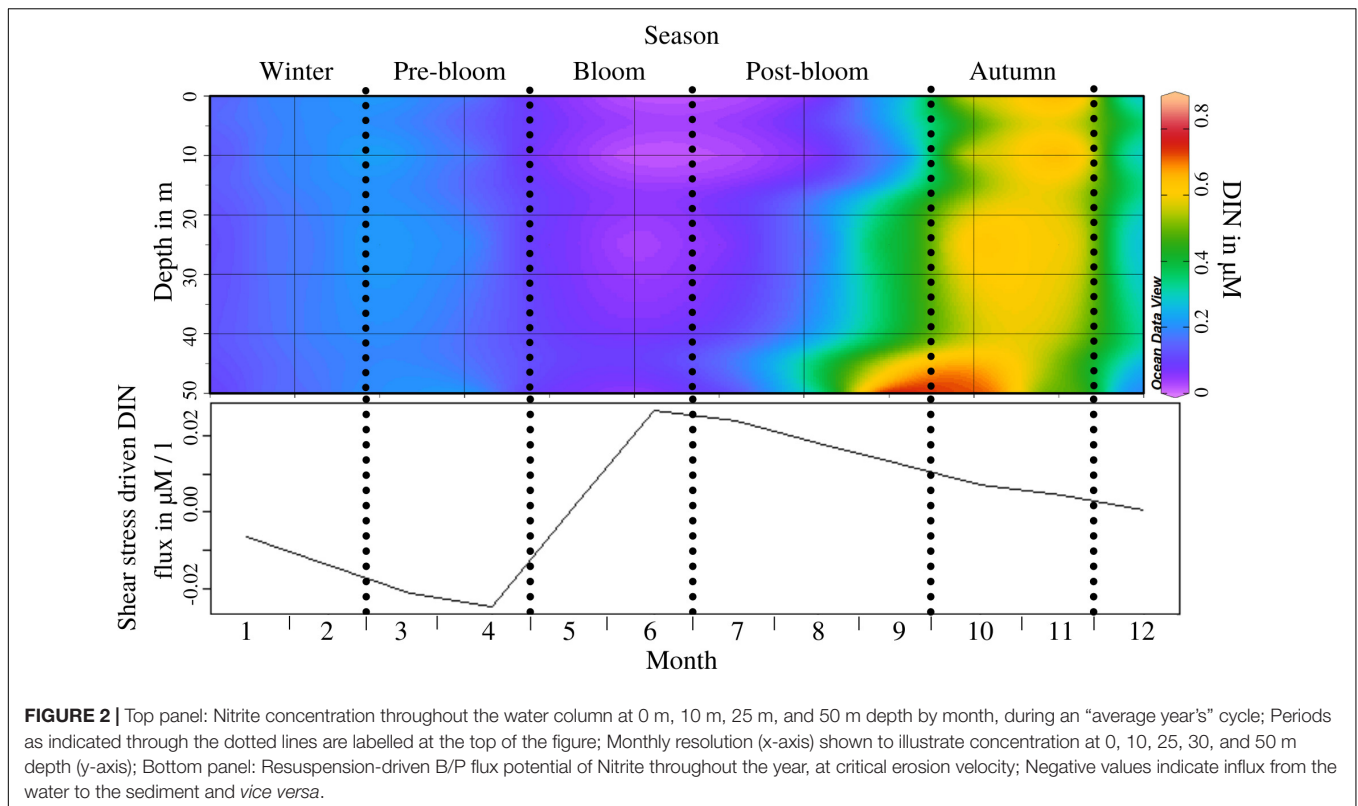 Season
Winter Pre-bloom Bloom Post-bloom Autumn
Depth in m
0
10
20
30
40
50
DIN in µM
0.8
0.6
0.4
0.2
0
Ocean Data View
Shear stress driven DIN
flux in µM / l
0.02
0.00
-0.02
1 2 3 4 5 6 7 8 9 10 11 12
Month
FIGURE 2 | Top panel: Nitrite concentration throughout the water column at 0 m, 10 m, 25 m, and 50 m depth by month, during an “average year’s” cycle; Periods
as indicated through the dotted lines are labelled at the top of the figure; Monthly resolution (x-axis) shown to illustrate concentration at 0, 10, 25, 30, and 50 m
depth (y-axis); Bottom panel: Resuspension-driven B/P flux potential of Nitrite throughout the year, at critical erosion velocity; Negative values indicate influx from the
water to the sediment and vice versa.